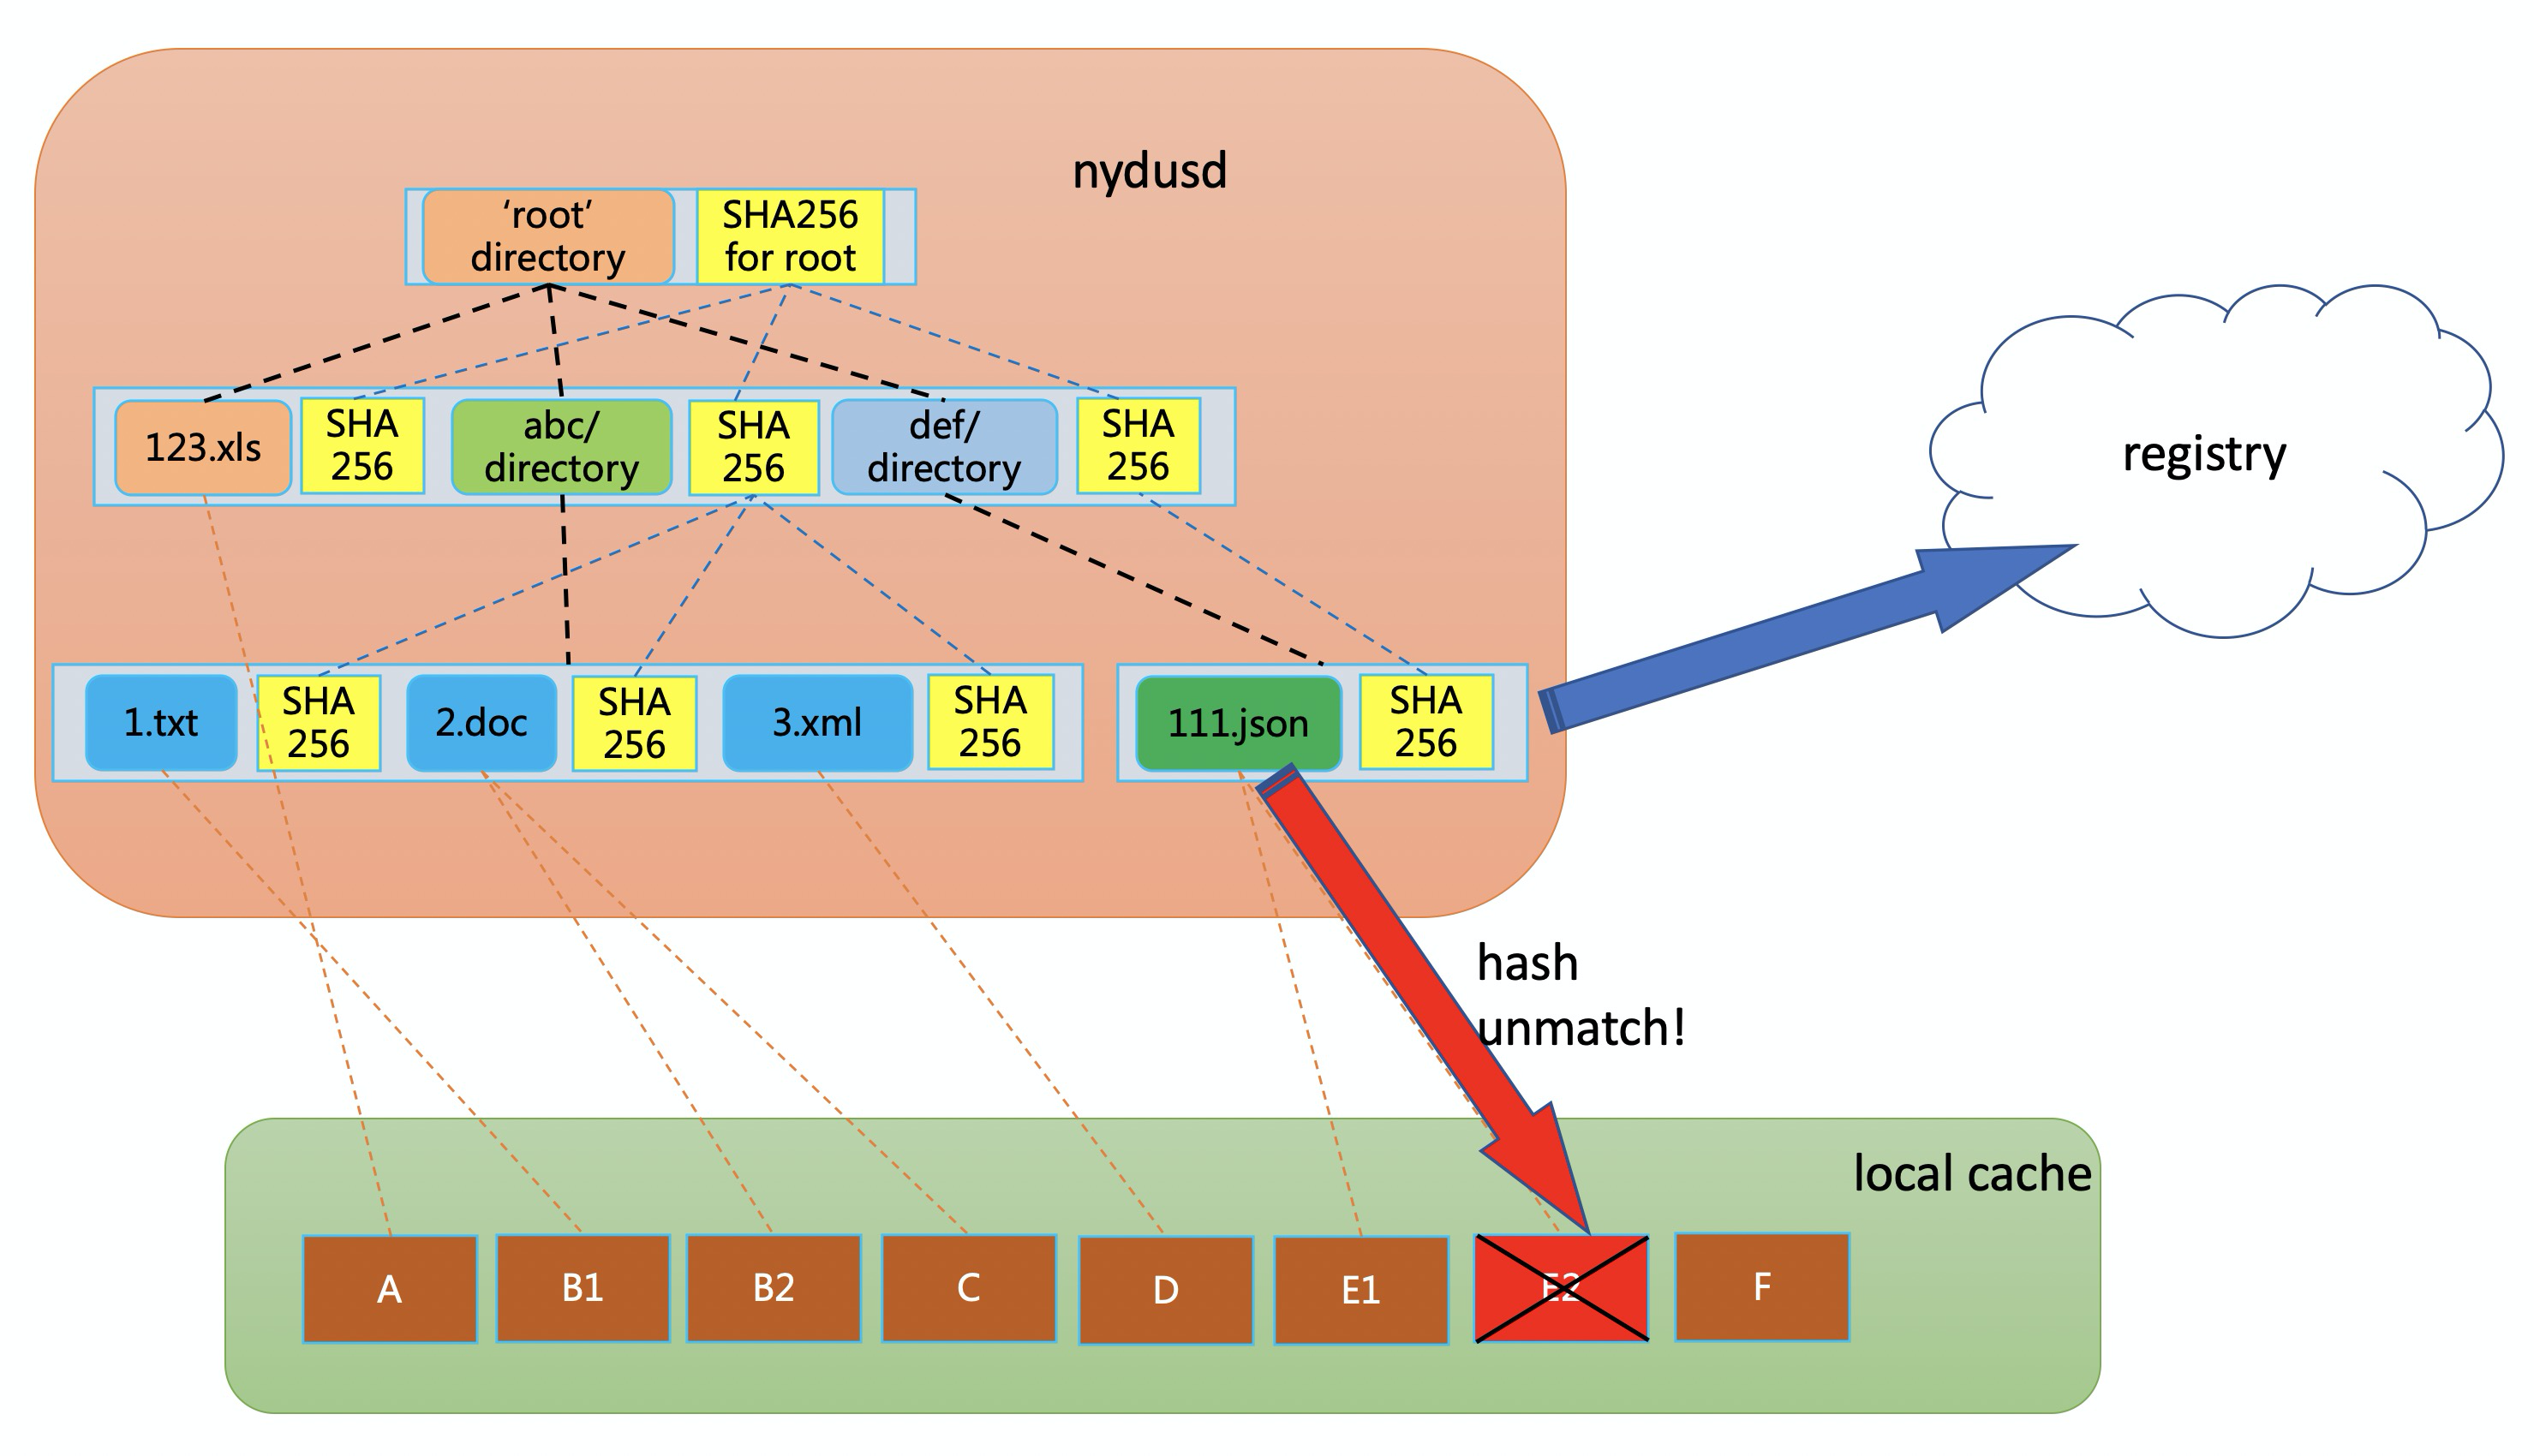 nydusd
‘root’
directory
SHA256
for root
123.xls
SHA
256
abc/
directory
SHA
256
def/
directory
SHA
256
registry
1.txt
SHA
256
2.doc
SHA
256
3.xml
SHA
256
111.json
SHA
256
hash
unmatch!
local cache
A
B1
B2
C
D
E1
E2
F